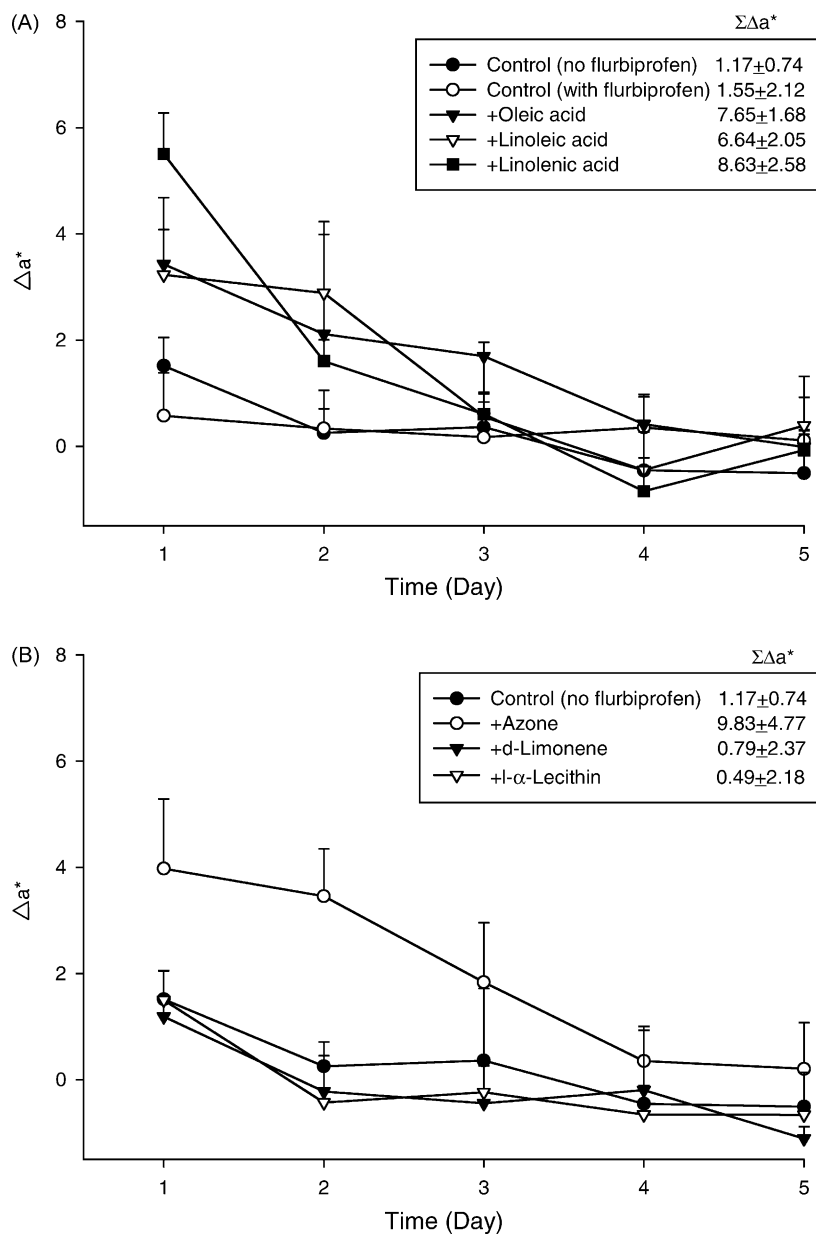 (A)
ΣΔa*
Control (no flurbiprofen) 1.17±0.74
Control (with flurbiprofen) 1.55±2.12
+Oleic acid 7.65±1.68
+Linoleic acid 6.64±2.05
+Linolenic acid 8.63±2.58
8
6
4
2
0
Δa*
1 2 3 4 5
Time (Day)
(B)
ΣΔa*
Control (no flurbiprofen) 1.17±0.74
+Azone 9.83±4.77
+d-Limonene 0.79±2.37
+l-α-Lecithin 0.49±2.18
8
6
4
2
0
Δa*
1 2 3 4 5
Time (Day)